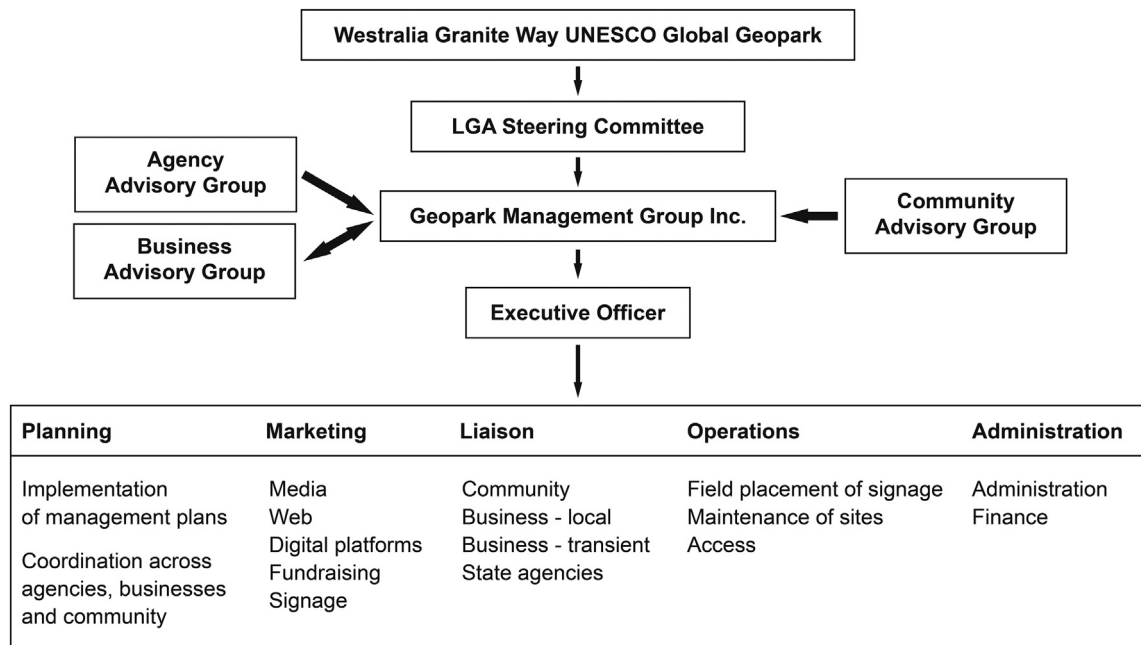 Westralia Granite Way UNESCO Global Geopark
LGA Steering Committee
Agency
Advisory Group
Geopark Management Group Inc.
Community
Advisory Group
Business
Advisory Group
Executive Officer
Planning
Implementation
of management plans
Coordination across
agencies, businesses
and community
Marketing
Media
Web
Digital platforms
Fundraising
Signage
Liaison
Community
Business - local
Business - transient
State agencies
Operations
Field placement of signage
Maintenance of sites
Access
Administration
Administration
Finance